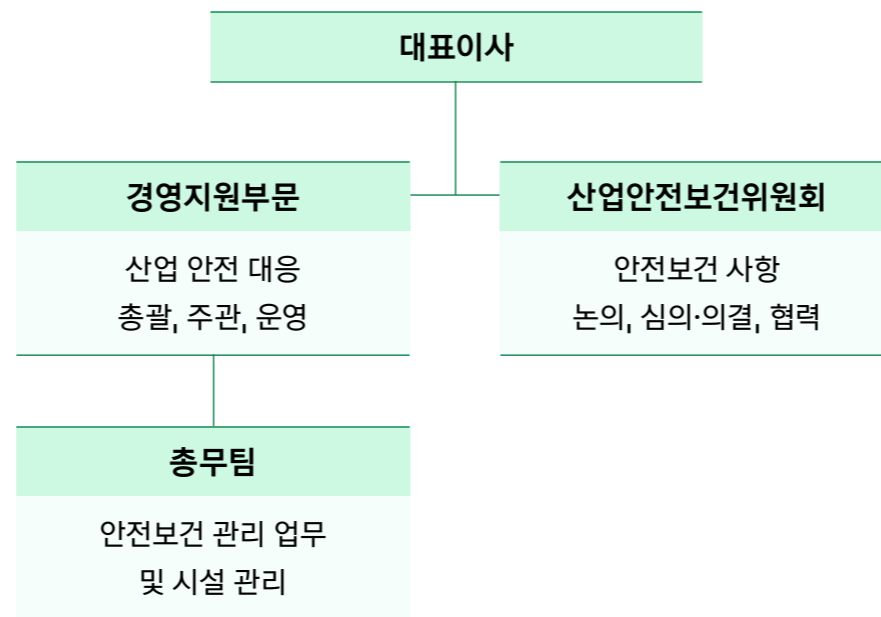 대표이사
경영지원부문
산업 안전 대응
총괄, 주관, 운영
산업안전보건위원회
안전보건 사항
논의, 심의·의결, 협력
총무팀
안전보건 관리 업무
및 시설 관리